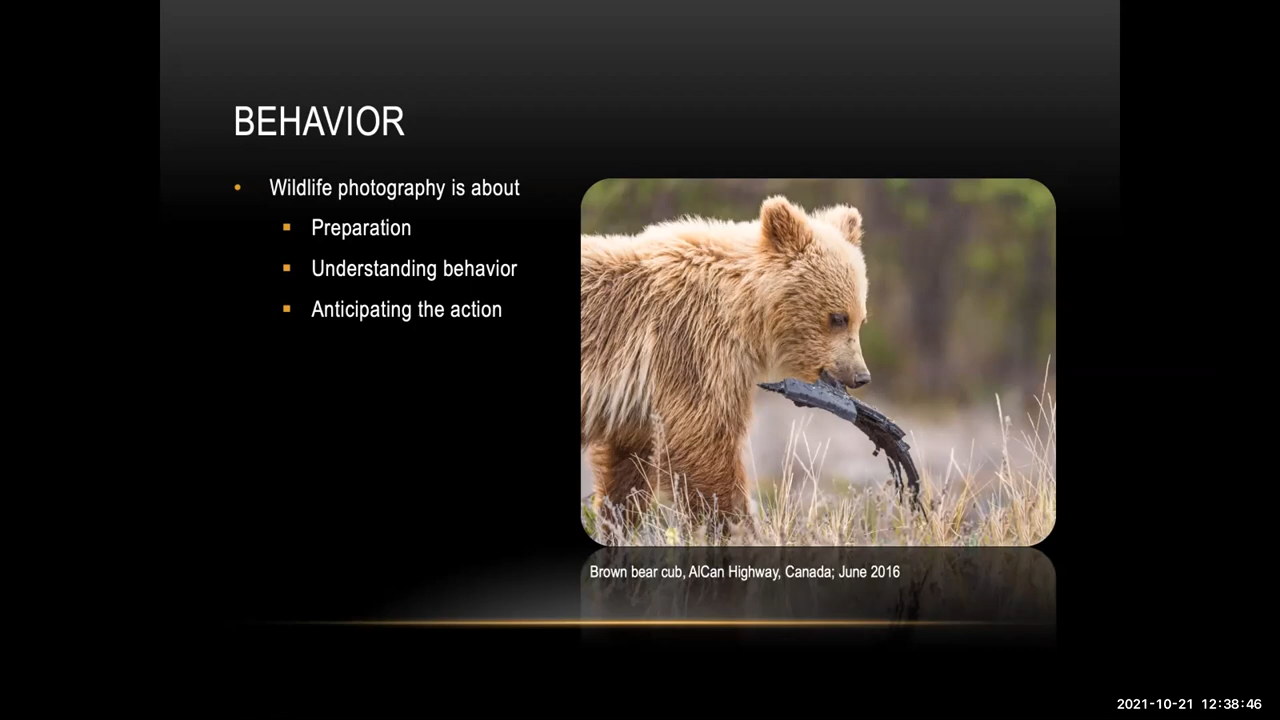 BEHAVIOR
• Wildlife photography is about
▪ Preparation
▪ Understanding behavior
▪ Anticipating the action
Brown bear cub, AlCan Highway, Canada; June 2016
2021-10-21 12:38:46